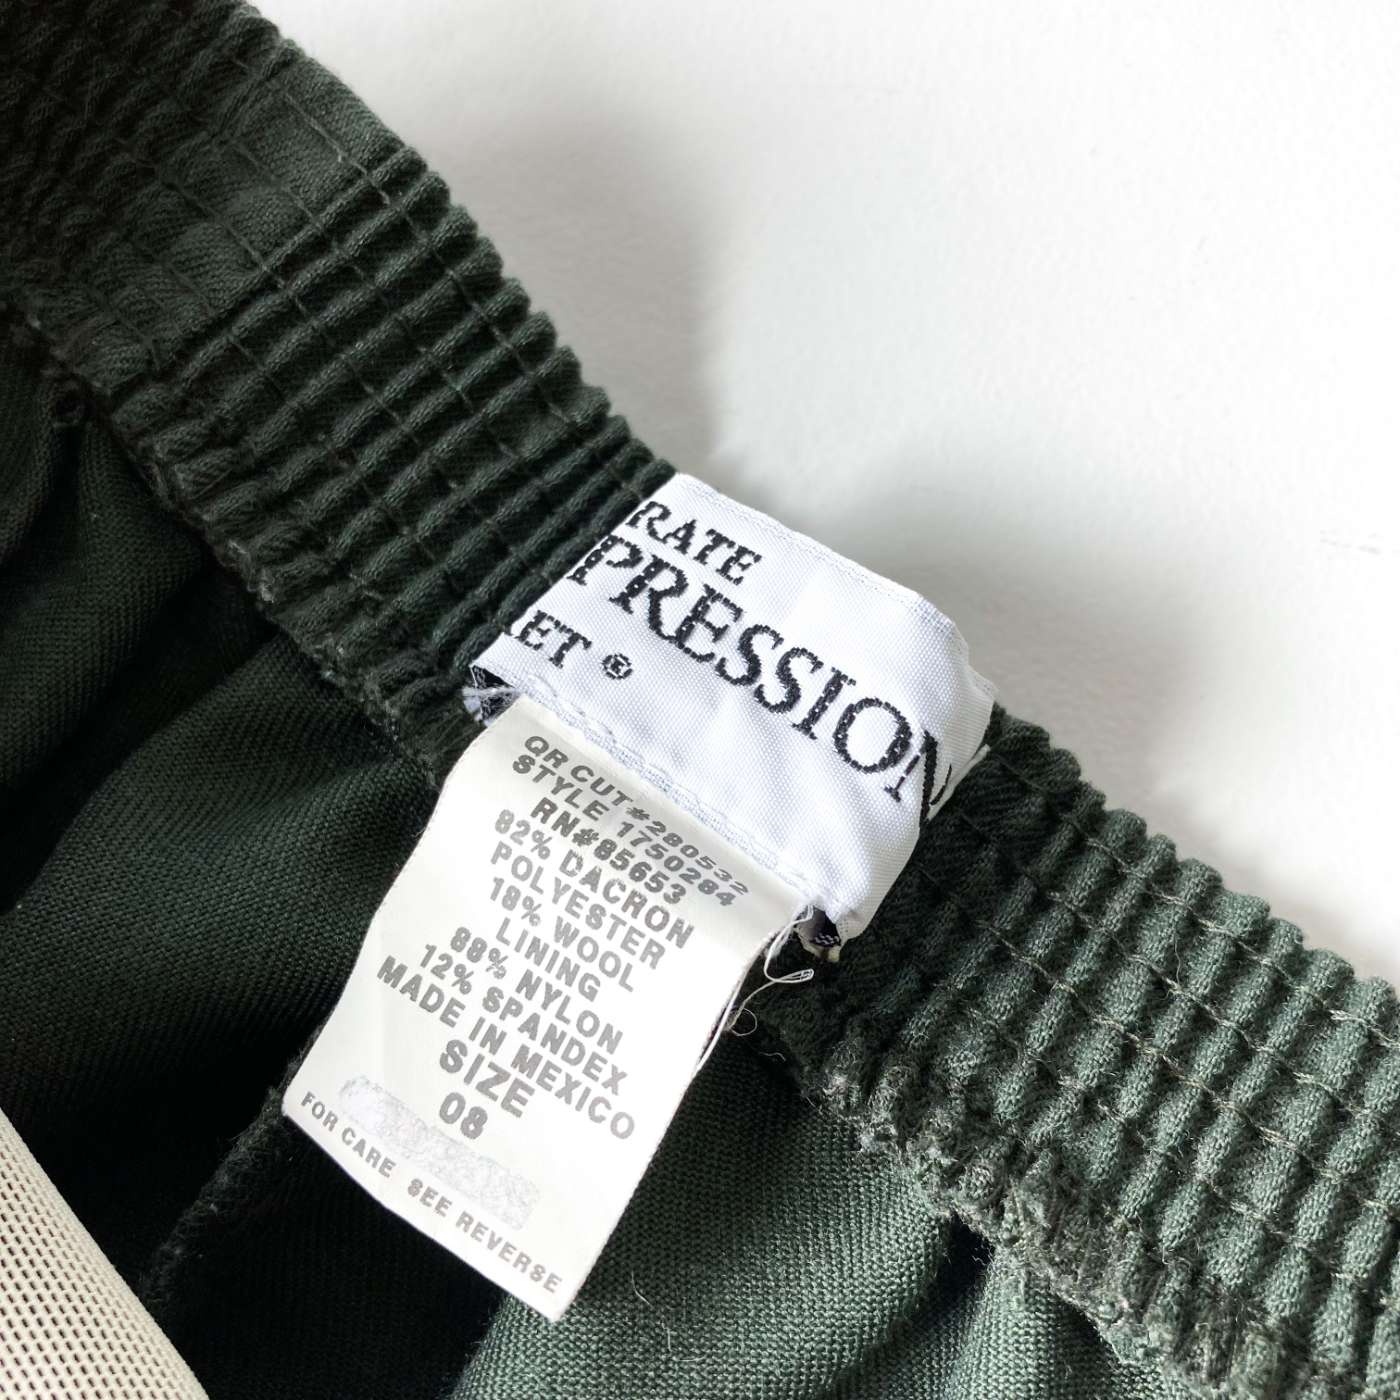 RATE
PRESSION
ET ®
QR CUT#280532
STYLE 1750284
RN#85653
82% DACRON
POLYESTER
18% WOOL
LINING
88% NYLON
12% SPANDEX
MADE IN MEXICO
SIZE
08
FOR CARE SEE REVERSE